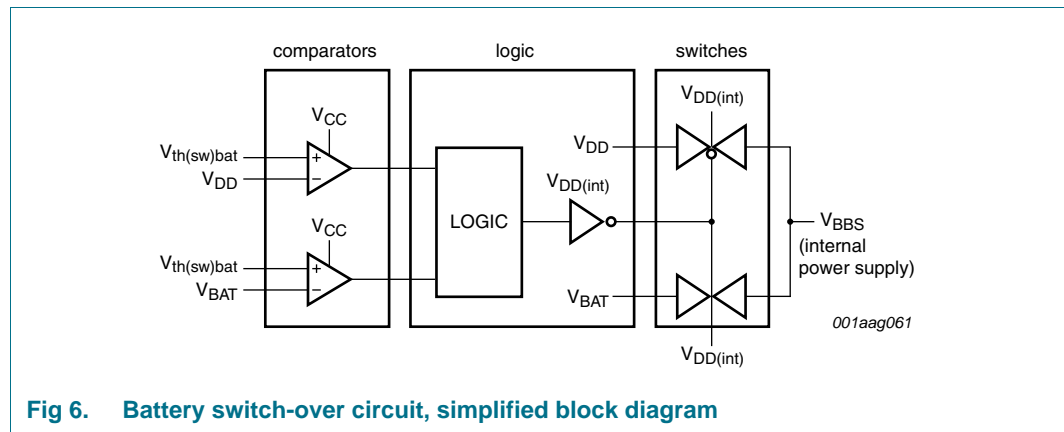 comparators
logic
switches
VCC
Vth(sw)bat
VDD
+
−
VCC
Vth(sw)bat
VBAT
+
−
LOGIC
VDD(int)
VDD
VBAT
VDD(int)
VDD(int)
VBBS
(internal
power supply)
001aag061
Fig 6. Battery switch-over circuit, simplified block diagram